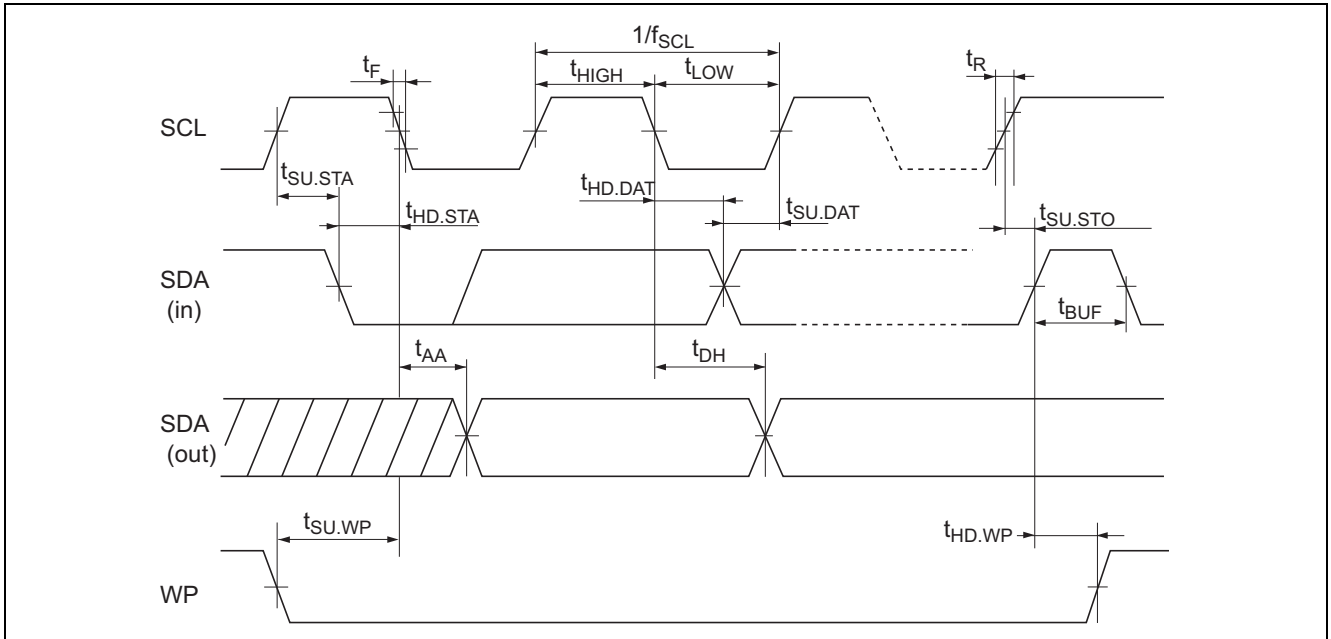 1/fSCL
tF
tHIGH
tLOW
tR
SCL
tSU.STA
tHD.STA
tHD.DAT
tSU.DAT
tSU.STO
SDA
(in)
tBUF
tAA
tDH
SDA
(out)
tSU.WP
tHD.WP
WP